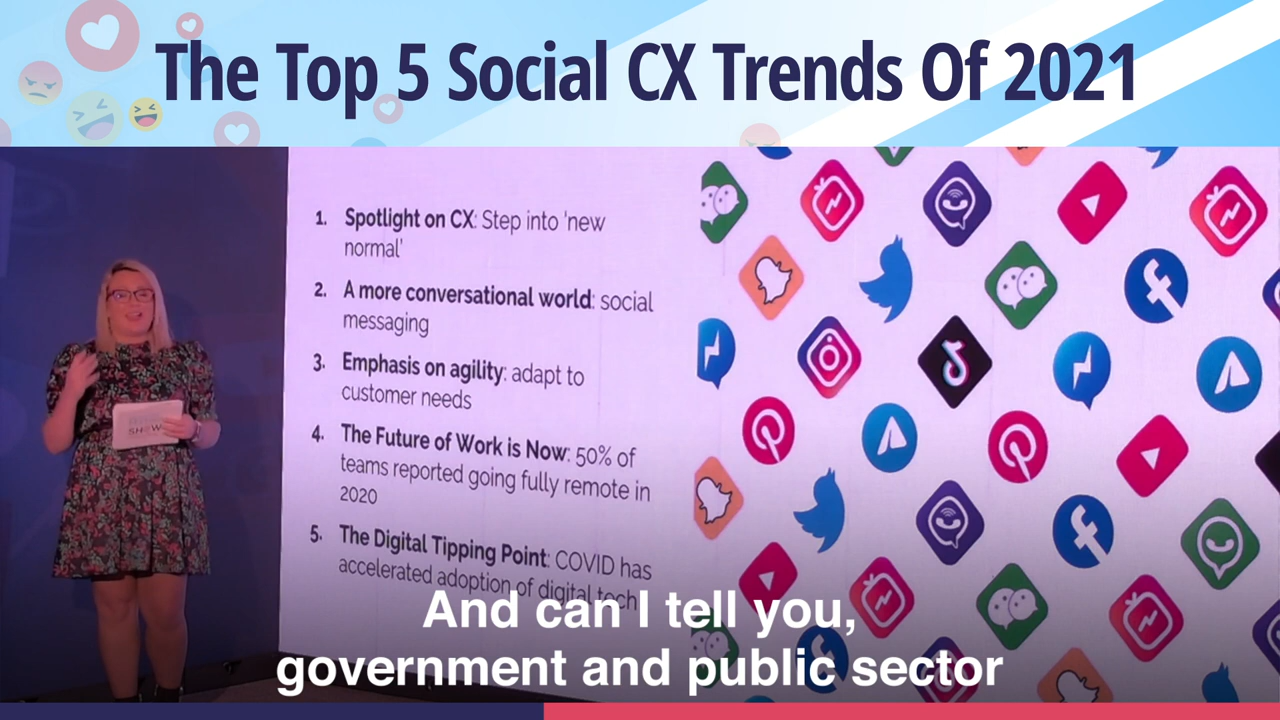 The Top 5 Social CX Trends Of 2021
1. Spotlight on CX: Step into 'new
normal'
2. A more conversational world: social
messaging
3. Emphasis on agility: adapt to
customer needs
4. The Future of Work is Now: 50% of
teams reported going fully remote in
2020
5. The Digital Tipping Point: COVID has
accelerated adoption of digital tech
SHOW
And can I tell you,
government and public sector